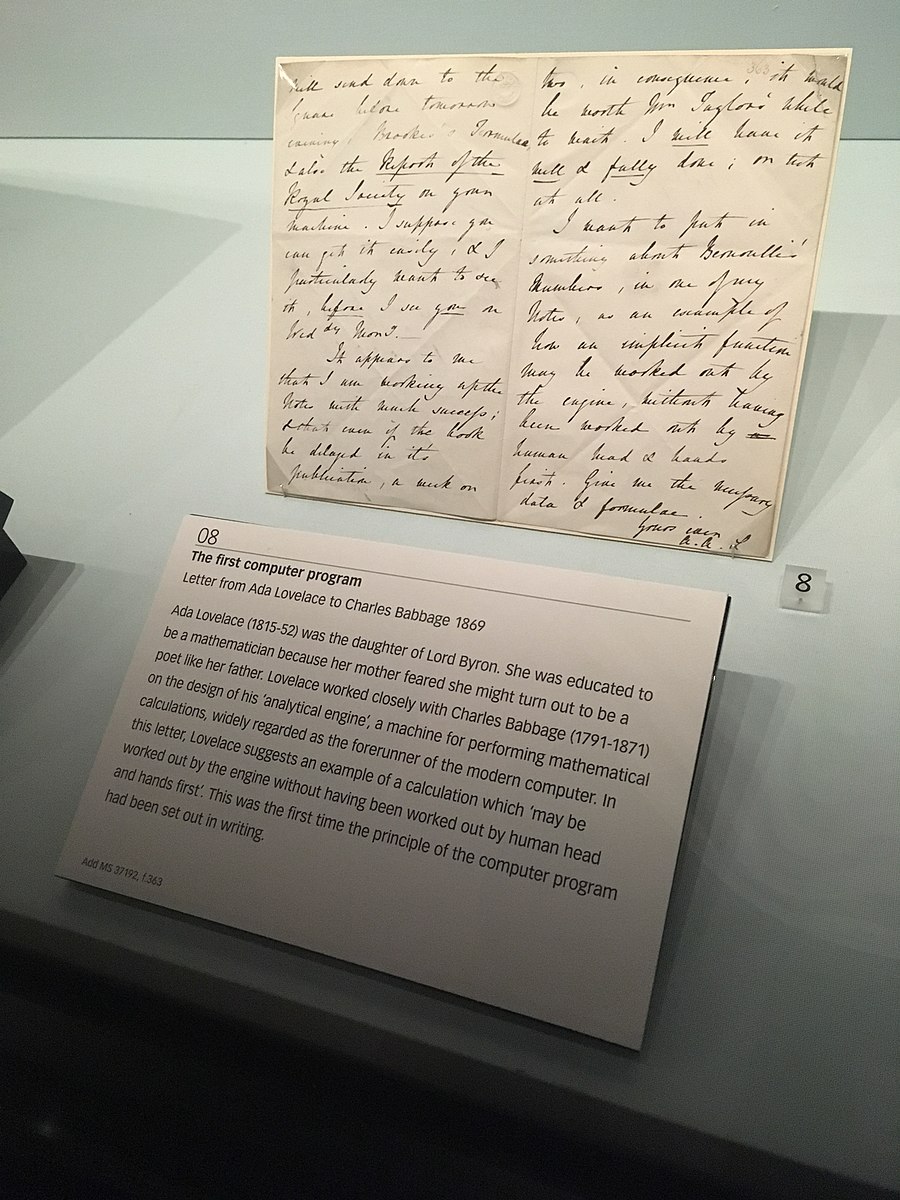 will send down to the
Square before tomorrow
evening, Brooke's Formulae,
& also the Report of the
Royal Society on your
machine. I suppose you
can get it easily, & I
particularly want to see
it, before I see you on
Wed dy Morn g.—
It appears to me
that I am working up the
Notes with much success;
& that even if the book
be delayed in it's
publication, a week or
two, in consequence, it would
be worth Mr Taylor's while
to wait. I will have it
well & fully done; or not
at all.
I want to put in
something about Bernoulli's
Numbers, in one of my
Notes, as an example of
how an implicit function
may be worked out by
the engine, without having
been worked out by
human head & hands
first. Give me the necessary
data & formulae.
Yours ever
A. A. L
363
08
The first computer program
Letter from Ada Lovelace to Charles Babbage 1869
Ada Lovelace (1815-52) was the daughter of Lord Byron. She was educated to
be a mathematician because her mother feared she might turn out to be a
poet like her father. Lovelace worked closely with Charles Babbage (1791-1871)
on the design of his 'analytical engine', a machine for performing mathematical
calculations, widely regarded as the forerunner of the modern computer. In
this letter, Lovelace suggests an example of a calculation which 'may be
worked out by the engine without having been worked out by human head
and hands first'. This was the first time the principle of the computer program
had been set out in writing.
Add MS 37192, f.363
8